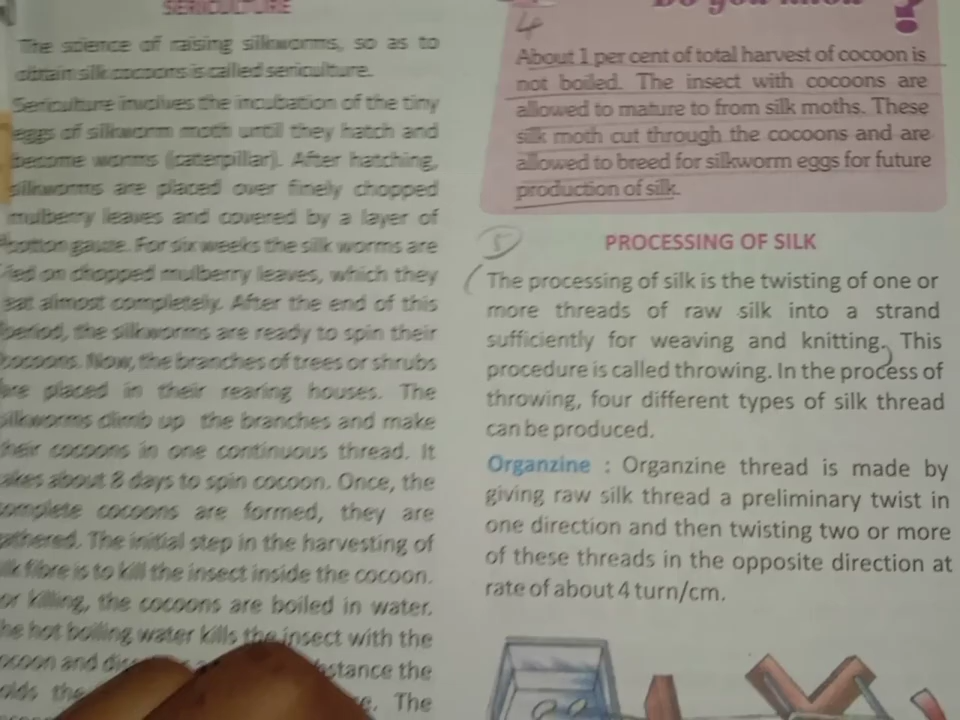 SERICULTURE
The science of raising silkworms, so as to
obtain silk cocoons is called sericulture.
Sericulture involves the incubation of the tiny
eggs of silkworm moth until they hatch and
become worms (caterpillar). After hatching,
silkworms are placed over finely chopped
mulberry leaves and covered by a layer of
cotton gauze. For six weeks the silk worms are
fed on chopped mulberry leaves, which they
eat almost completely. After the end of this
period, the silkworms are ready to spin their
cocoons. Now, the branches of trees or shrubs
are placed in their rearing houses. The
silkworms climb up the branches and make
their cocoons in one continuous thread. It
takes about 8 days to spin cocoon. Once, the
complete cocoons are formed, they are
gathered. The initial step in the harvesting of
silk fibre is to kill the insect inside the cocoon.
For killing, the cocoons are boiled in water.
The hot boiling water kills the insect with the
cocoon and the
the The
Do you know ?
4
About 1 per cent of total harvest of cocoon is
not boiled. The insect with cocoons are
allowed to mature to from silk moths. These
silk moth cut through the cocoons and are
allowed to breed for silkworm eggs for future
production of silk.
5
PROCESSING OF SILK
The processing of silk is the twisting of one or
more threads of raw silk into a strand
sufficiently for weaving and knitting. This
procedure is called throwing. In the process of
throwing, four different types of silk thread
can be produced.
Organzine : Organzine thread is made by
giving raw silk thread a preliminary twist in
one direction and then twisting two or more
of these threads in the opposite direction at
rate of about 4 turn/cm.